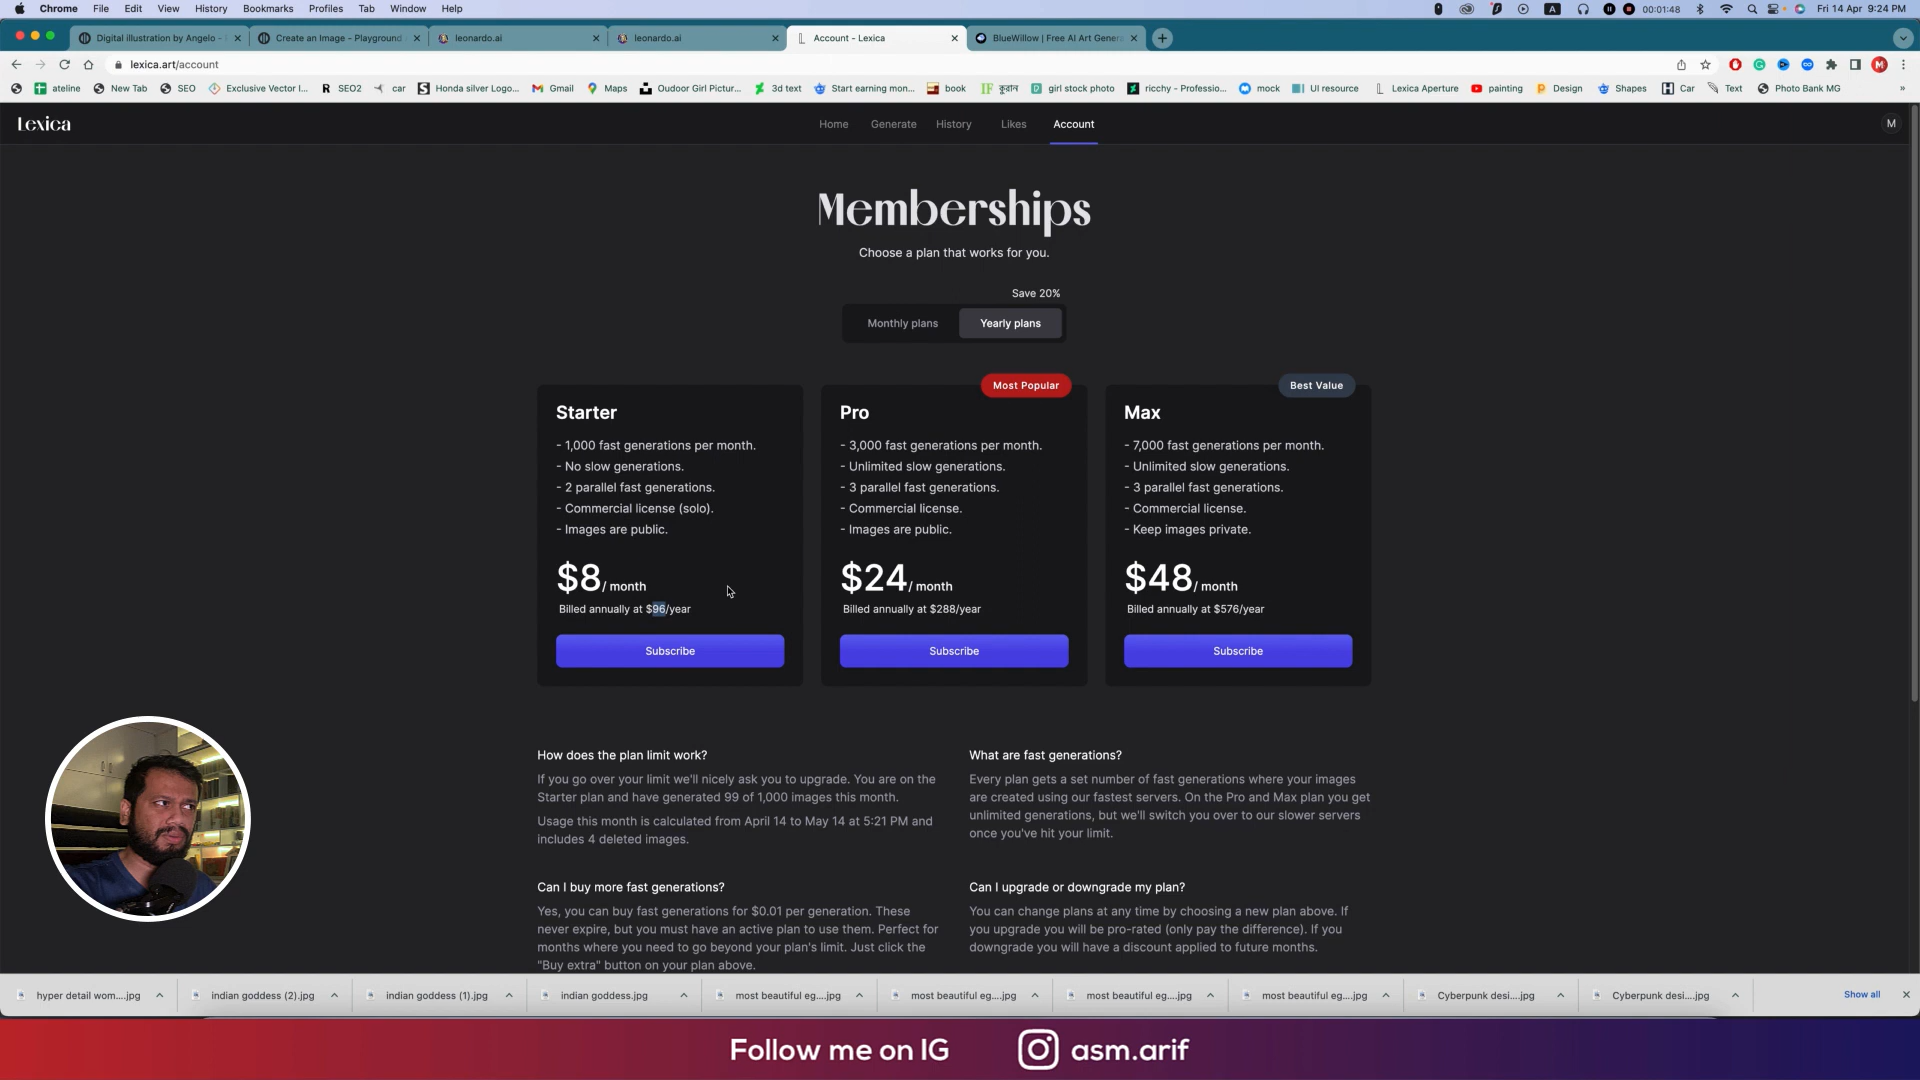 Chrome File Edit View History Bookmarks Profiles Tab Window Help
00:01:48
Fri 14 Apr 9:24 PM
Digital illustration by Angelo -
Create an Image - Playground
leonardo.ai
leonardo.ai
Account - Lexica
BlueWillow | Free AI Art Genera
lexica.art/account
ateline
New Tab
SEO
Exclusive Vector I...
SEO2
car
Honda silver Logo...
Gmail
Maps
Oudoor Girl Pictur...
3d text
Start earning mon...
book
IF কুরান
girl stock photo
ricchy - Professio...
mock
UI resource
Lexica Aperture
painting
Design
Shapes
Car
Text
Photo Bank MG
Lexica
Home Generate History Likes Account
M
Memberships
Choose a plan that works for you.
Save 20%
Monthly plans
Yearly plans
Starter
- 1,000 fast generations per month.
- No slow generations.
- 2 parallel fast generations.
- Commercial license (solo).
- Images are public.
$8/ month
Billed annually at $96/year
Subscribe
Most Popular
Pro
- 3,000 fast generations per month.
- Unlimited slow generations.
- 3 parallel fast generations.
- Commercial license.
- Images are public.
$24/ month
Billed annually at $288/year
Subscribe
Best Value
Max
- 7,000 fast generations per month.
- Unlimited slow generations.
- 3 parallel fast generations.
- Commercial license.
- Keep images private.
$48/ month
Billed annually at $576/year
Subscribe
How does the plan limit work?
If you go over your limit we'll nicely ask you to upgrade. You are on the
Starter plan and have generated 99 of 1,000 images this month.
Usage this month is calculated from April 14 to May 14 at 5:21 PM and
includes 4 deleted images.
What are fast generations?
Every plan gets a set number of fast generations where your images
are created using our fastest servers. On the Pro and Max plan you get
unlimited generations, but we'll switch you over to our slower servers
once you've hit your limit.
Can I buy more fast generations?
Yes, you can buy fast generations for $0.01 per generation. These
never expire, but you must have an active plan to use them. Perfect for
months where you need to go beyond your plan's limit. Just click the
"Buy extra" button on your plan above.
Can I upgrade or downgrade my plan?
You can change plans at any time by choosing a new plan above. If
you upgrade you will be pro-rated (only pay the difference). If you
downgrade you will have a discount applied to future months.
hyper detail wom....jpg
indian goddess (2).jpg
indian goddess (1).jpg
indian goddess.jpg
most beautiful eg....jpg
most beautiful eg....jpg
most beautiful eg....jpg
most beautiful eg....jpg
Cyberpunk desi....jpg
Cyberpunk desi....jpg
Show all
Follow me on IG
asm.arif